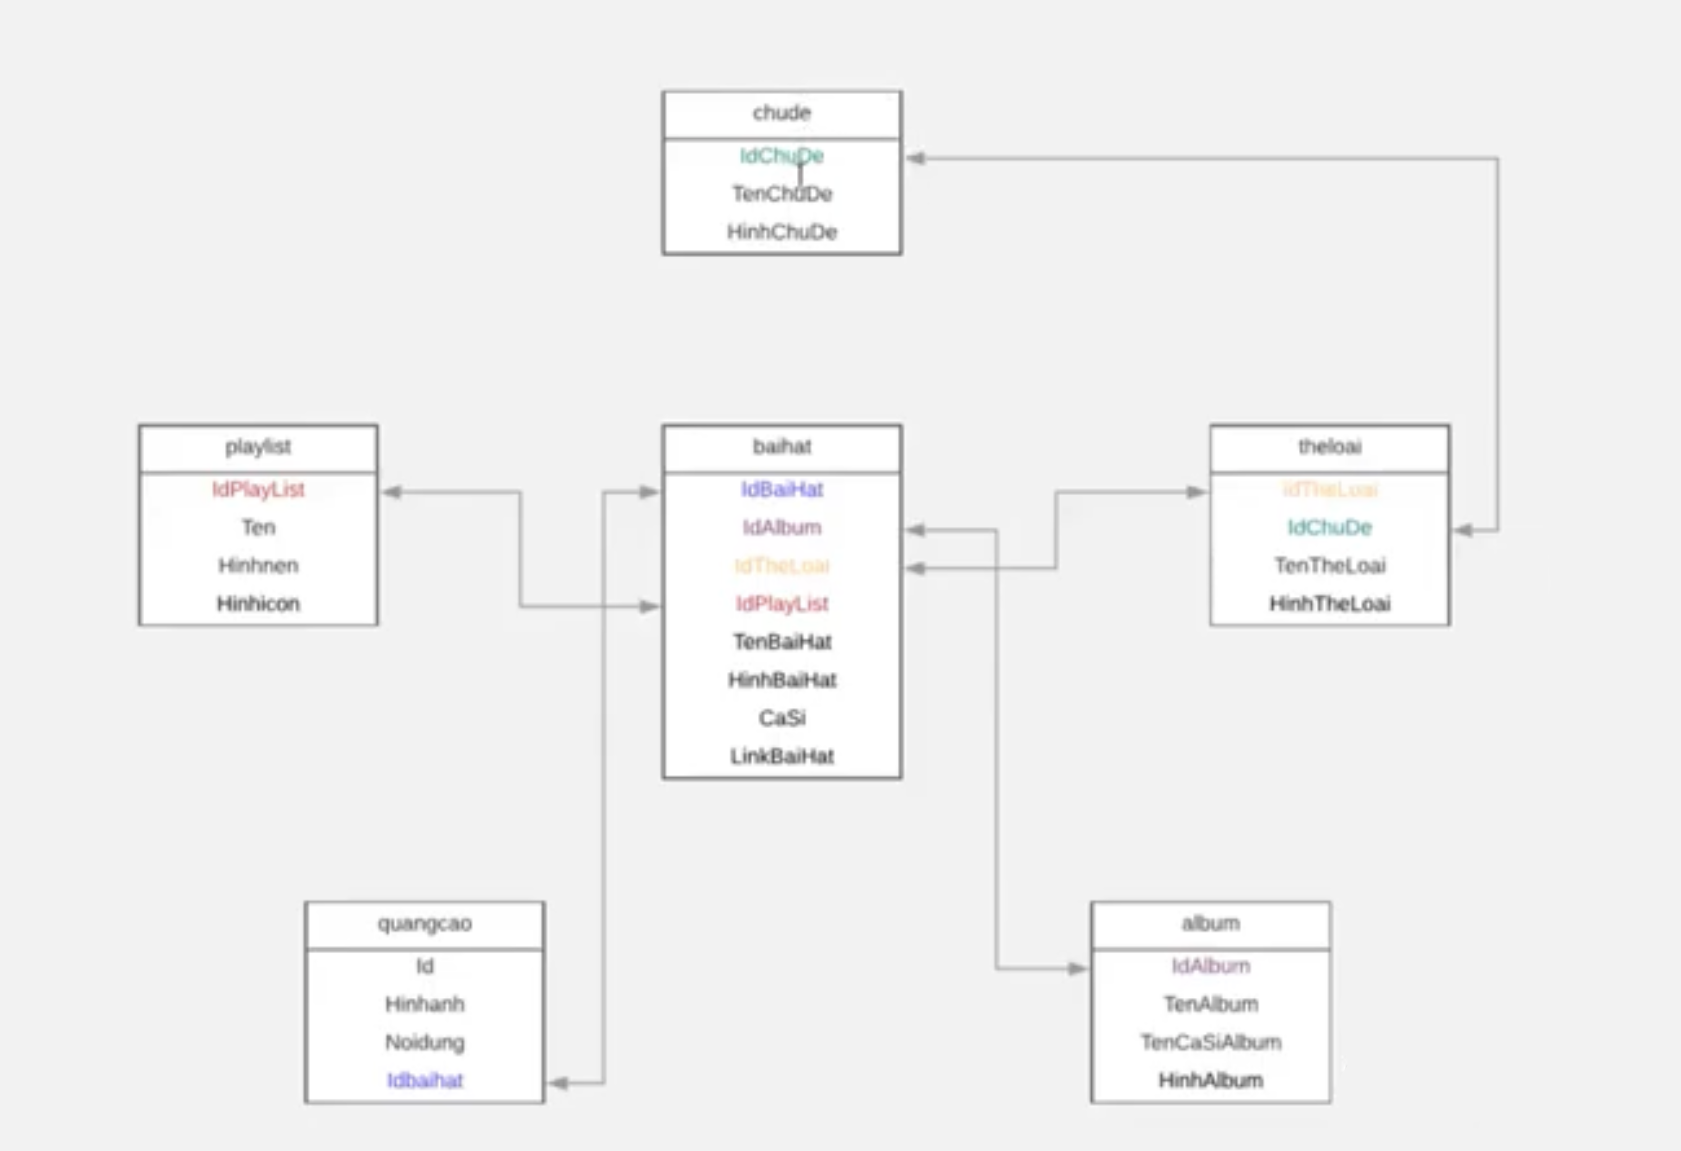 chude
IdChuDe
TenChuDe
HinhChuDe
playlist
IdPlayList
Ten
Hinhnen
Hinhicon
baihat
IdBaiHat
IdAlbum
IdTheLoai
IdPlayList
TenBaiHat
HinhBaiHat
CaSi
LinkBaiHat
theloai
IdTheLoai
IdChuDe
TenTheLoai
HinhTheLoai
quangcao
Id
Hinhanh
Noidung
Idbaihat
album
IdAlbum
TenAlbum
TenCaSiAlbum
HinhAlbum